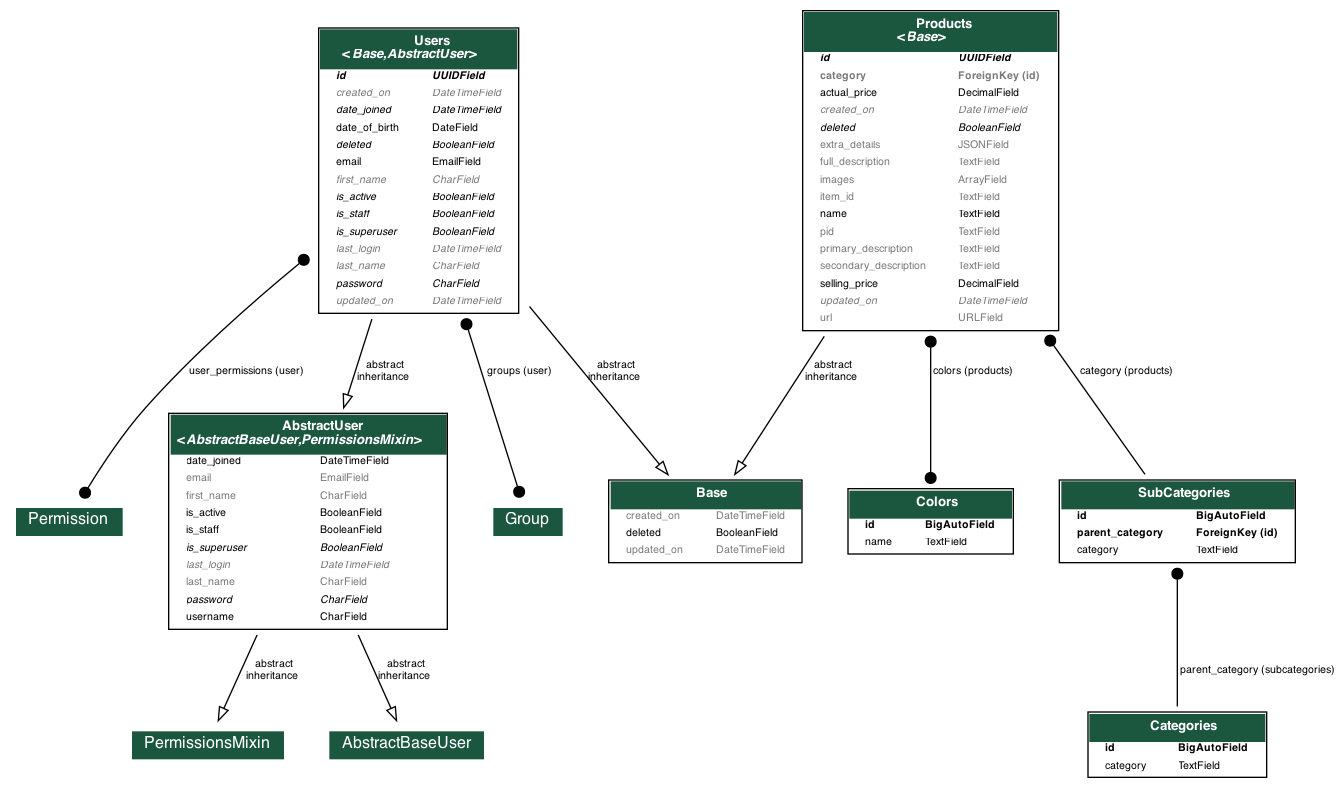 Users
<Base,AbstractUser>
id UUIDField
created_on DateTimeField
date_joined DateTimeField
date_of_birth DateField
deleted BooleanField
email EmailField
first_name CharField
is_active BooleanField
is_staff BooleanField
is_superuser BooleanField
last_login DateTimeField
last_name CharField
password CharField
updated_on DateTimeField
Products
<Base>
id UUIDField
category ForeignKey (id)
actual_price DecimalField
created_on DateTimeField
deleted BooleanField
extra_details JSONField
full_description TextField
images ArrayField
item_id TextField
name TextField
pid TextField
primary_description TextField
secondary_description TextField
selling_price DecimalField
updated_on DateTimeField
url URLField
user_permissions (user)
abstract
inheritance
groups (user)
abstract
inheritance
abstract
inheritance
colors (products)
category (products)
AbstractUser
<AbstractBaseUser,PermissionsMixin>
date_joined DateTimeField
email EmailField
first_name CharField
is_active BooleanField
is_staff BooleanField
is_superuser BooleanField
last_login DateTimeField
last_name CharField
password CharField
username CharField
Permission
Group
Base
created_on DateTimeField
deleted BooleanField
updated_on DateTimeField
Colors
id BigAutoField
name TextField
SubCategories
id BigAutoField
parent_category ForeignKey (id)
category TextField
abstract
inheritance
abstract
inheritance
parent_category (subcategories)
PermissionsMixin
AbstractBaseUser
Categories
id BigAutoField
category TextField